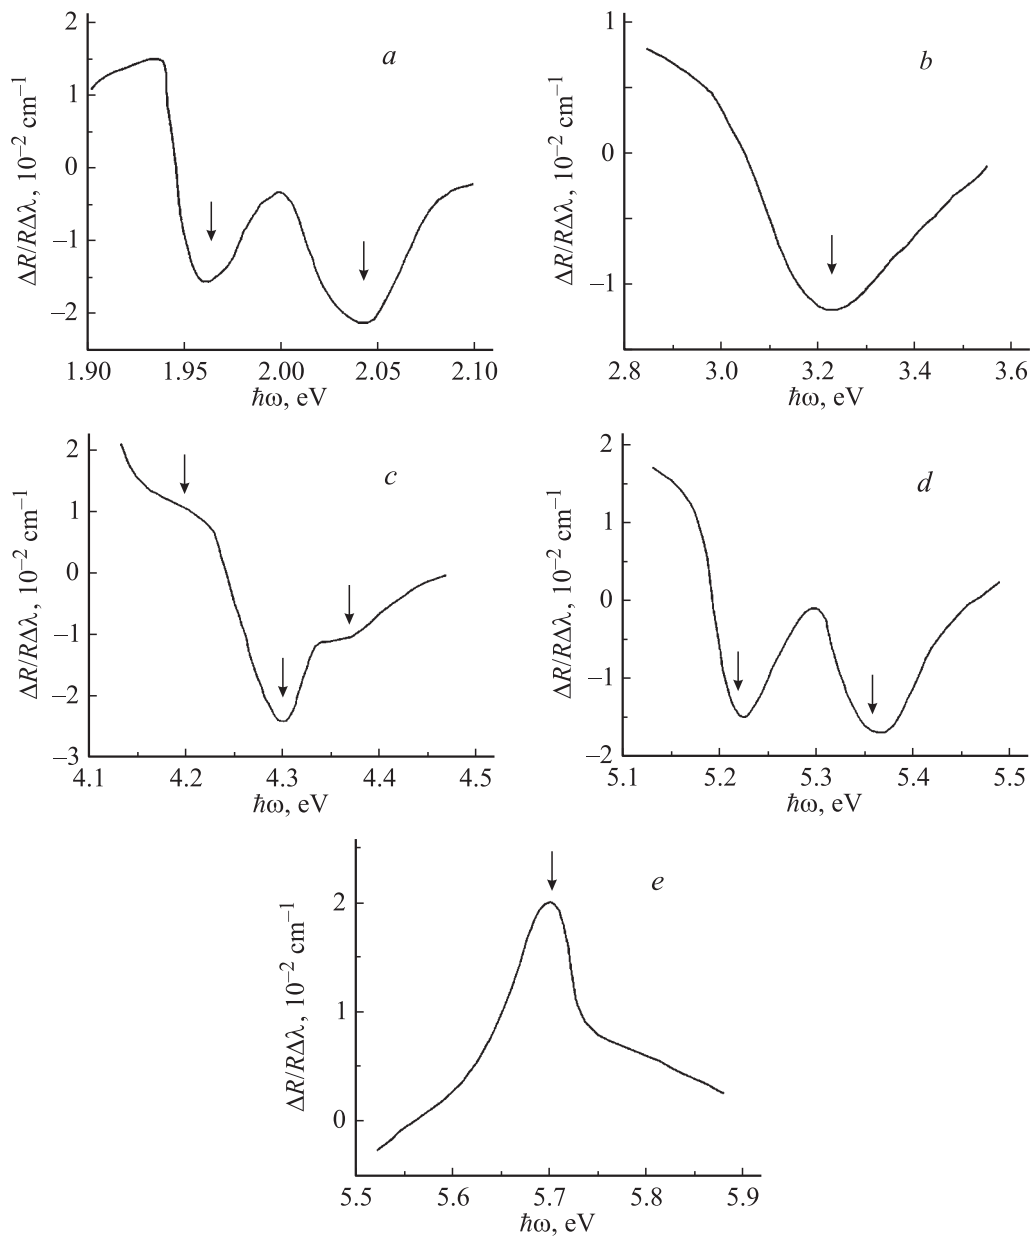 a
ΔR/RΔλ, 10⁻² cm⁻¹
2
1
0
–1
–2
1.90 1.95 2.00 2.05 2.10
ħω, eV
b
ΔR/RΔλ, 10⁻² cm⁻¹
1
0
–1
2.8 3.0 3.2 3.4 3.6
ħω, eV
c
ΔR/RΔλ, 10⁻² cm⁻¹
2
1
0
–1
–2
–3
4.1 4.2 4.3 4.4 4.5
ħω, eV
d
ΔR/RΔλ, 10⁻² cm⁻¹
2
1
0
–1
–2
5.1 5.2 5.3 5.4 5.5
ħω, eV
e
ΔR/RΔλ, 10⁻² cm⁻¹
2
1
0
5.5 5.6 5.7 5.8 5.9
ħω, eV